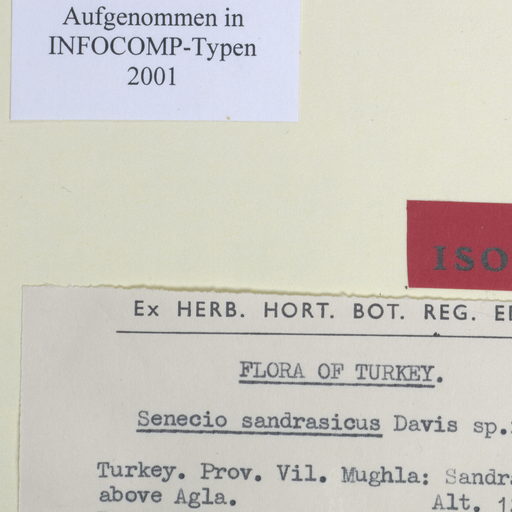 Aufgenommen in
INFOCOMP-Typen
2001
ISO
Ex HERB. HORT. BOT. REG.
FLORA OF TURKEY.
Senecio sandrasicus Davis sp.
Turkey. Prov. Vil. Mughla: Sandr
above Agla. Alt.